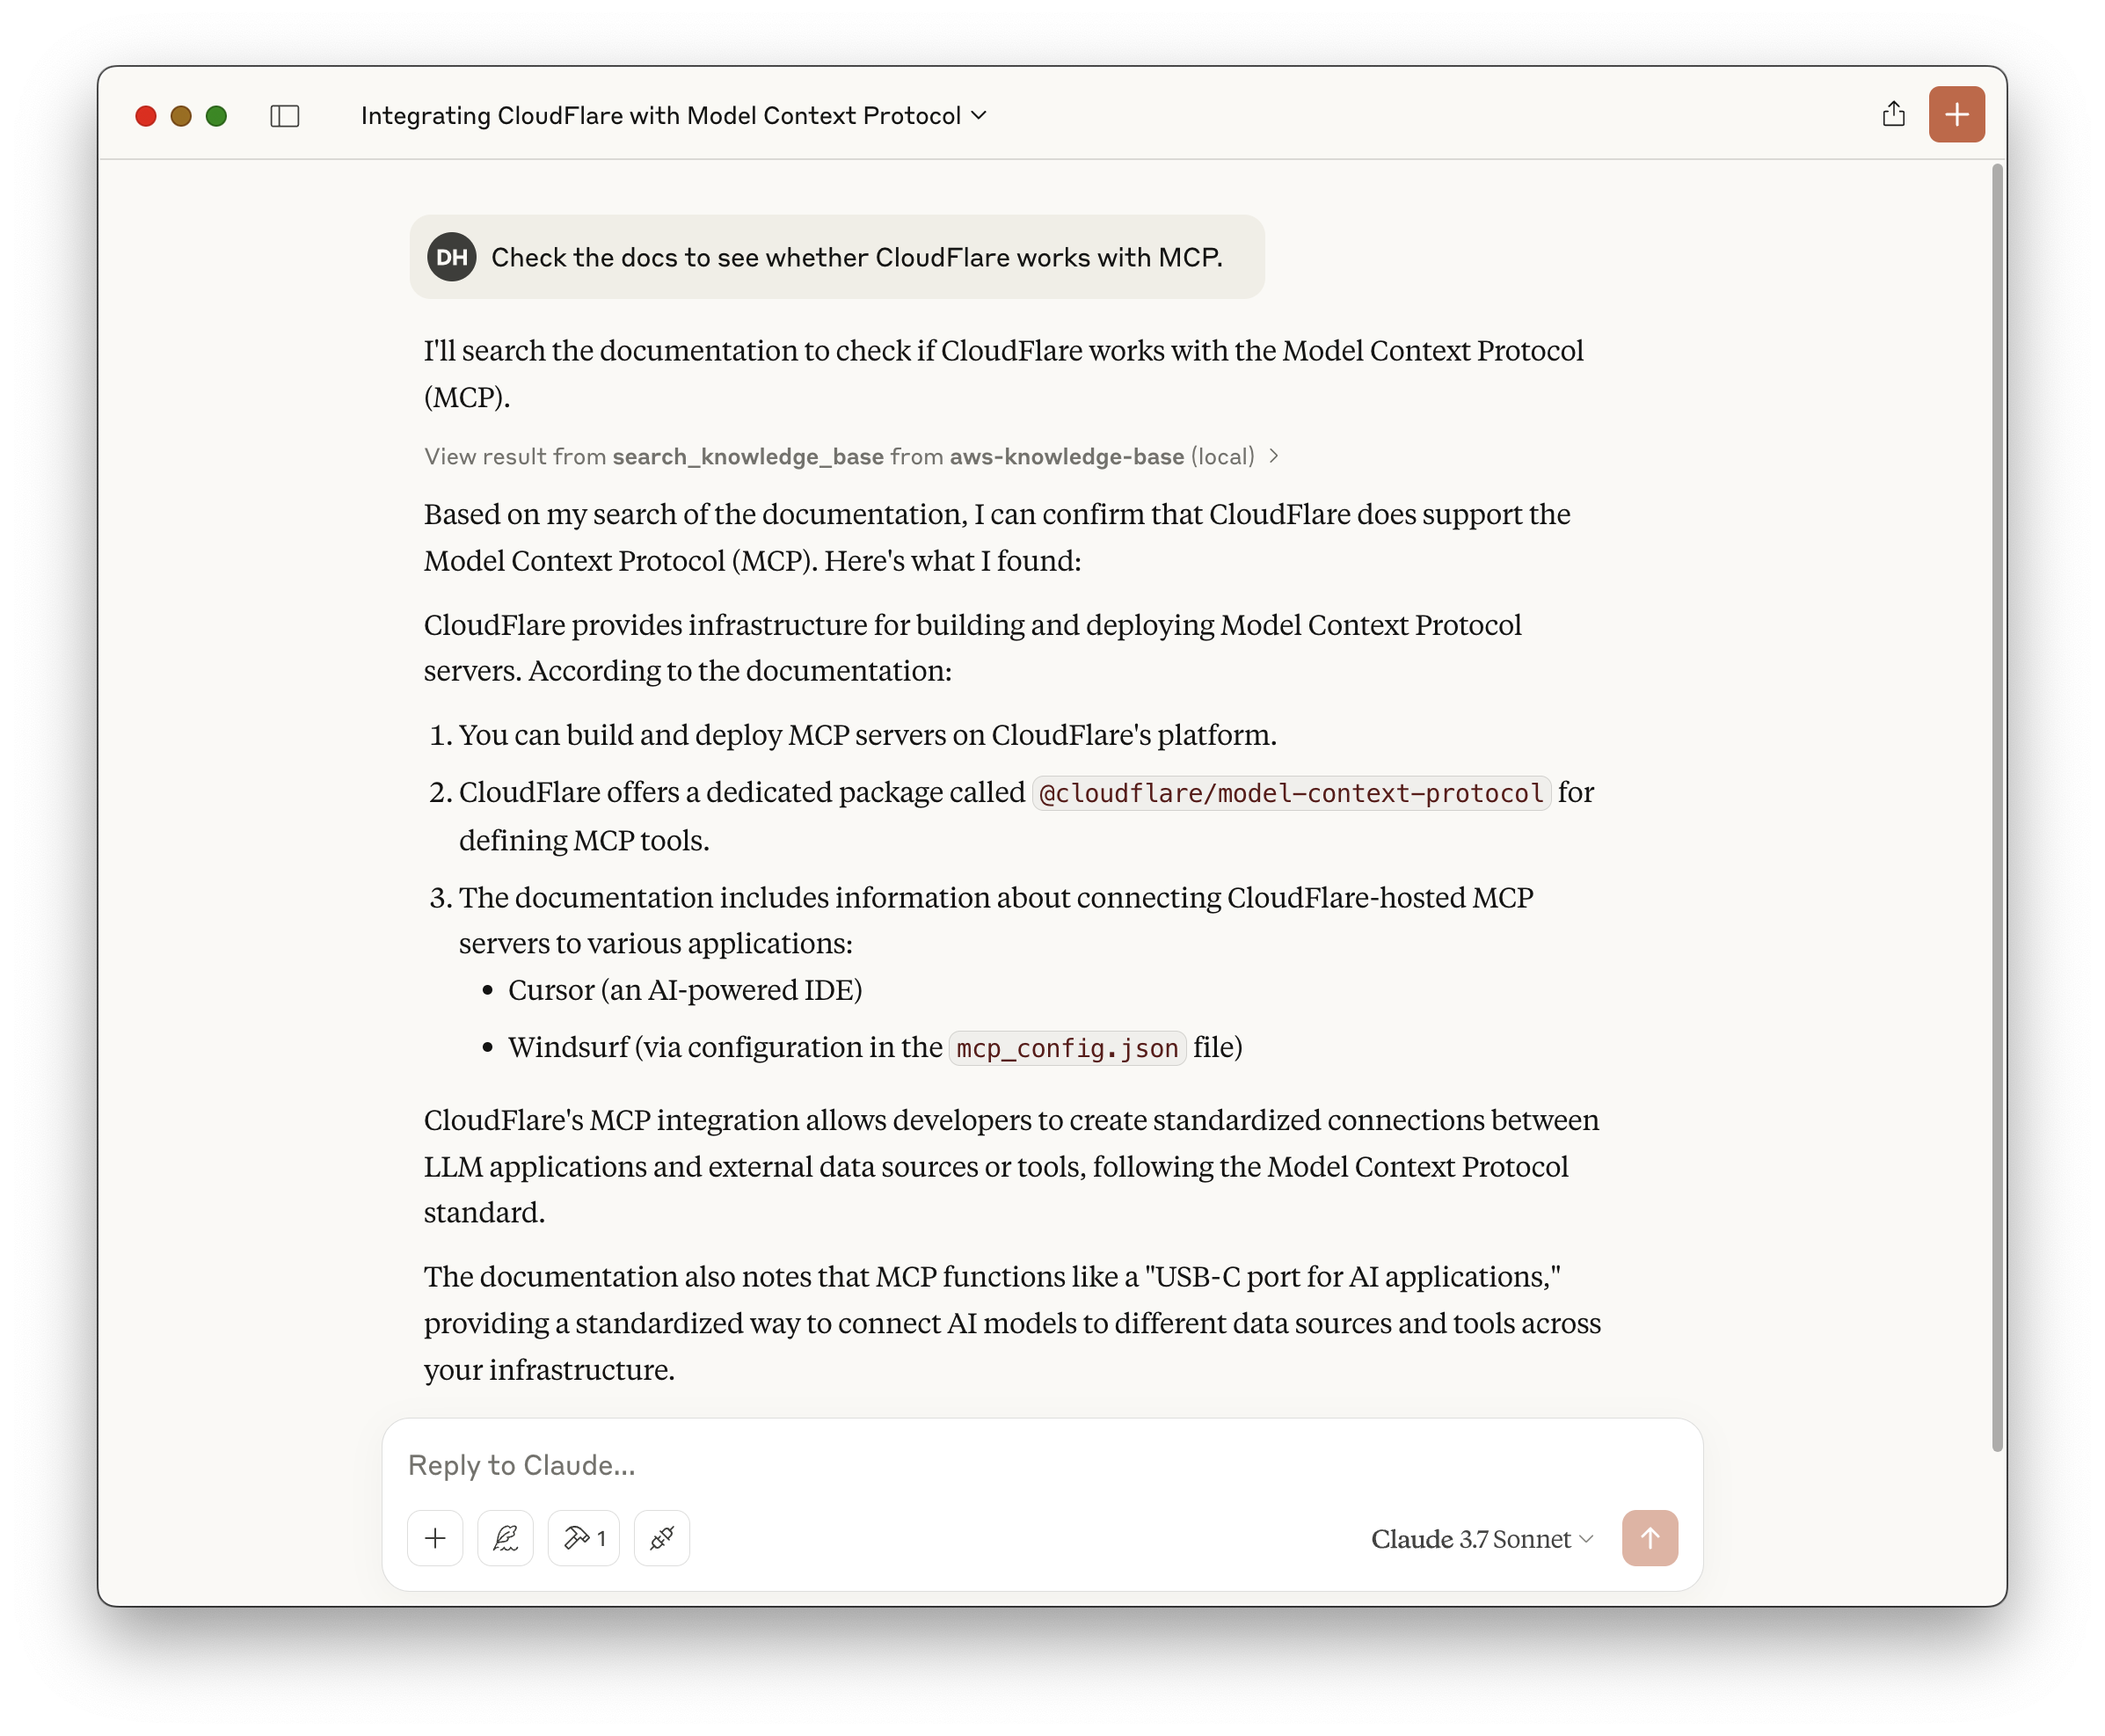 Integrating CloudFlare with Model Context Protocol
DH Check the docs to see whether CloudFlare works with MCP.
I'll search the documentation to check if CloudFlare works with the Model Context Protocol
(MCP).
View result from search_knowledge_base from aws-knowledge-base (local)
Based on my search of the documentation, I can confirm that CloudFlare does support the
Model Context Protocol (MCP). Here's what I found:
CloudFlare provides infrastructure for building and deploying Model Context Protocol
servers. According to the documentation:
1. You can build and deploy MCP servers on CloudFlare's platform.
2. CloudFlare offers a dedicated package called @cloudflare/model-context-protocol for
defining MCP tools.
3. The documentation includes information about connecting CloudFlare-hosted MCP
servers to various applications:
• Cursor (an AI-powered IDE)
• Windsurf (via configuration in the mcp_config.json file)
CloudFlare's MCP integration allows developers to create standardized connections between
LLM applications and external data sources or tools, following the Model Context Protocol
standard.
The documentation also notes that MCP functions like a "USB-C port for AI applications,"
providing a standardized way to connect AI models to different data sources and tools across
your infrastructure.
Reply to Claude...
1 Claude 3.7 Sonnet